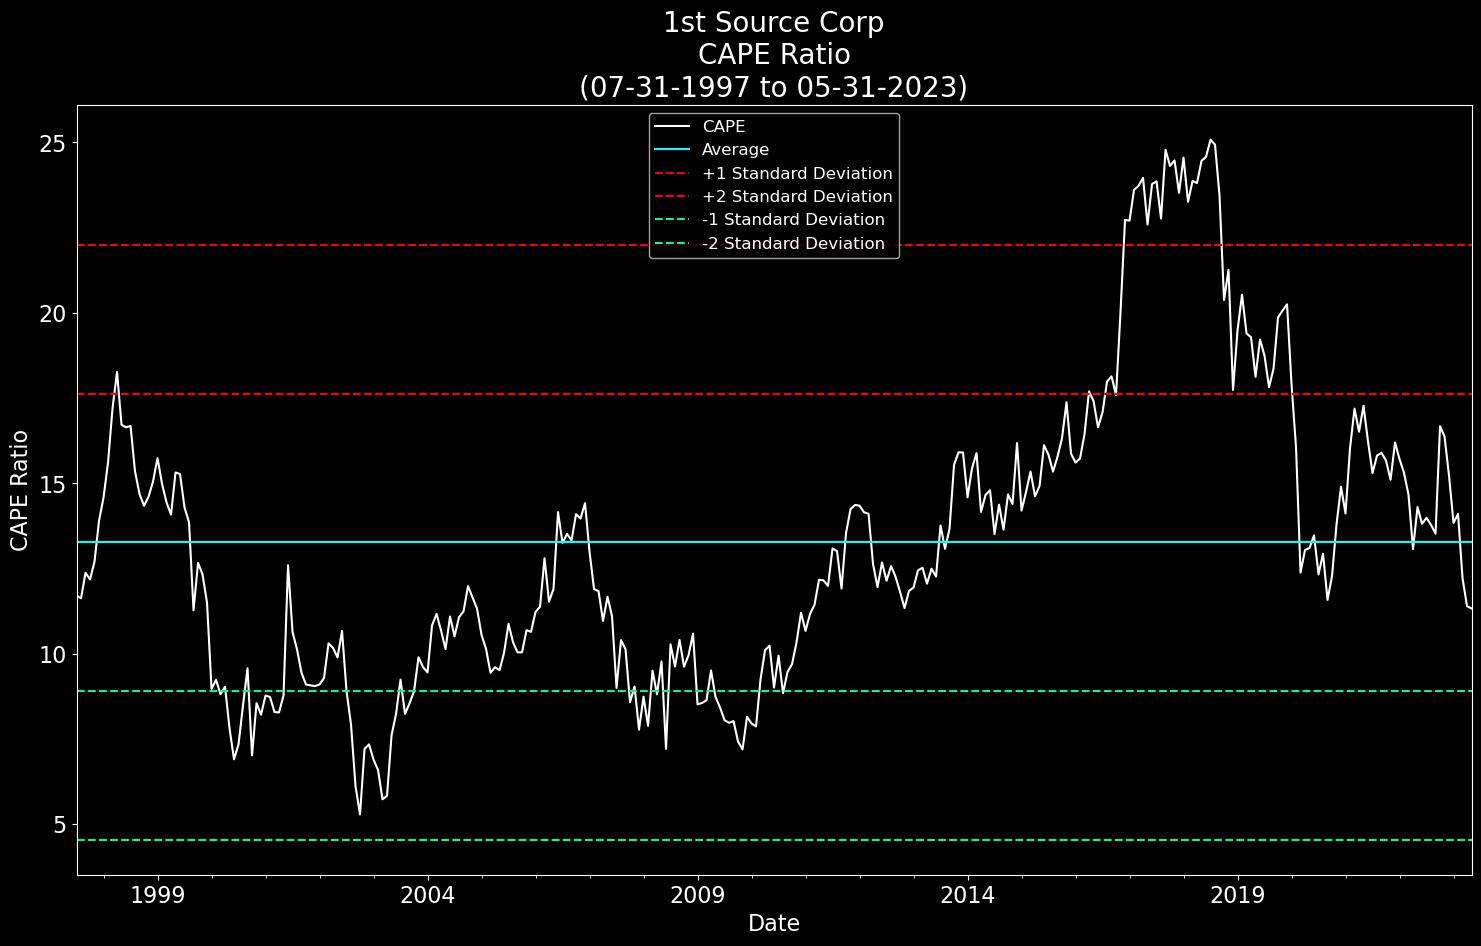 1st Source Corp
CAPE Ratio
(07-31-1997 to 05-31-2023)
CAPE
Average
+1 Standard Deviation
+2 Standard Deviation
-1 Standard Deviation
-2 Standard Deviation
25
20
15
10
5
CAPE Ratio
1999 2004 2009 2014 2019
Date